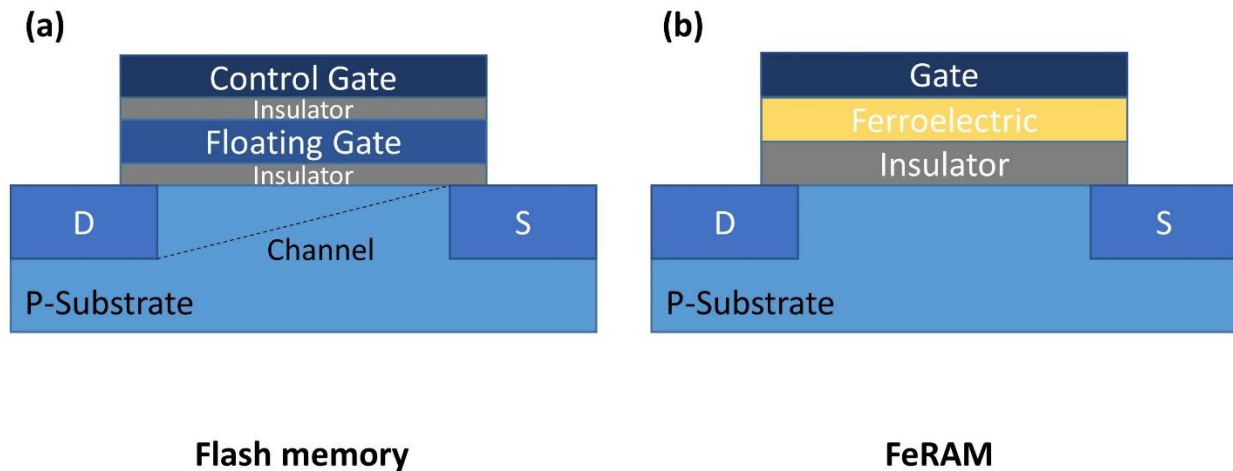 (a)
Control Gate
Insulator
Floating Gate
Insulator
D
S
Channel
P-Substrate
Flash memory
(b)
Gate
Ferroelectric
Insulator
D
S
P-Substrate
FeRAM